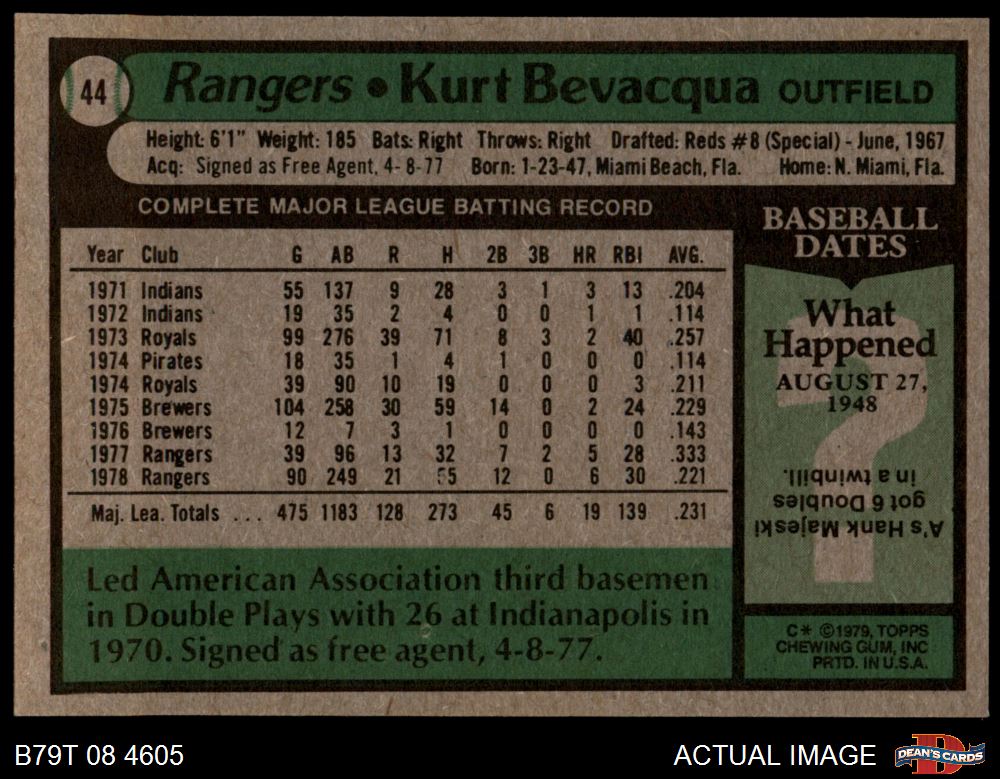 44
Rangers • Kurt Bevacqua OUTFIELD
Height: 6'1" Weight: 185 Bats: Right Throws: Right Drafted: Reds #8 (Special) - June, 1967
Acq: Signed as Free Agent, 4- 8-77 Born: 1-23-47, Miami Beach, Fla. Home: N. Miami, Fla.
COMPLETE MAJOR LEAGUE BATTING RECORD
Year Club G AB R H 2B 3B HR RBI AVG.
1971 Indians 55 137 9 28 3 1 3 13 .204
1972 Indians 19 35 2 4 0 0 1 1 .114
1973 Royals 99 276 39 71 8 3 2 40 .257
1974 Pirates 18 35 1 4 1 0 0 0 .114
1974 Royals 39 90 10 19 0 0 0 3 .211
1975 Brewers 104 258 30 59 14 0 2 24 .229
1976 Brewers 12 7 3 1 0 0 0 0 .143
1977 Rangers 39 96 13 32 7 2 5 28 .333
1978 Rangers 90 249 21 55 12 0 6 30 .221
Maj. Lea. Totals ... 475 1183 128 273 45 6 19 139 .231
Led American Association third basemen
in Double Plays with 26 at Indianapolis in
1970. Signed as free agent, 4-8-77.
BASEBALL
DATES
What
Happened
AUGUST 27,
1948
A's Hank Majeski
got 6 Doubles
in a twinbill.
C* ©1979, TOPPS
CHEWING GUM, INC
PRTD. IN U.S.A.
B79T 08 4605
ACTUAL IMAGE
DEAN'S CARDS